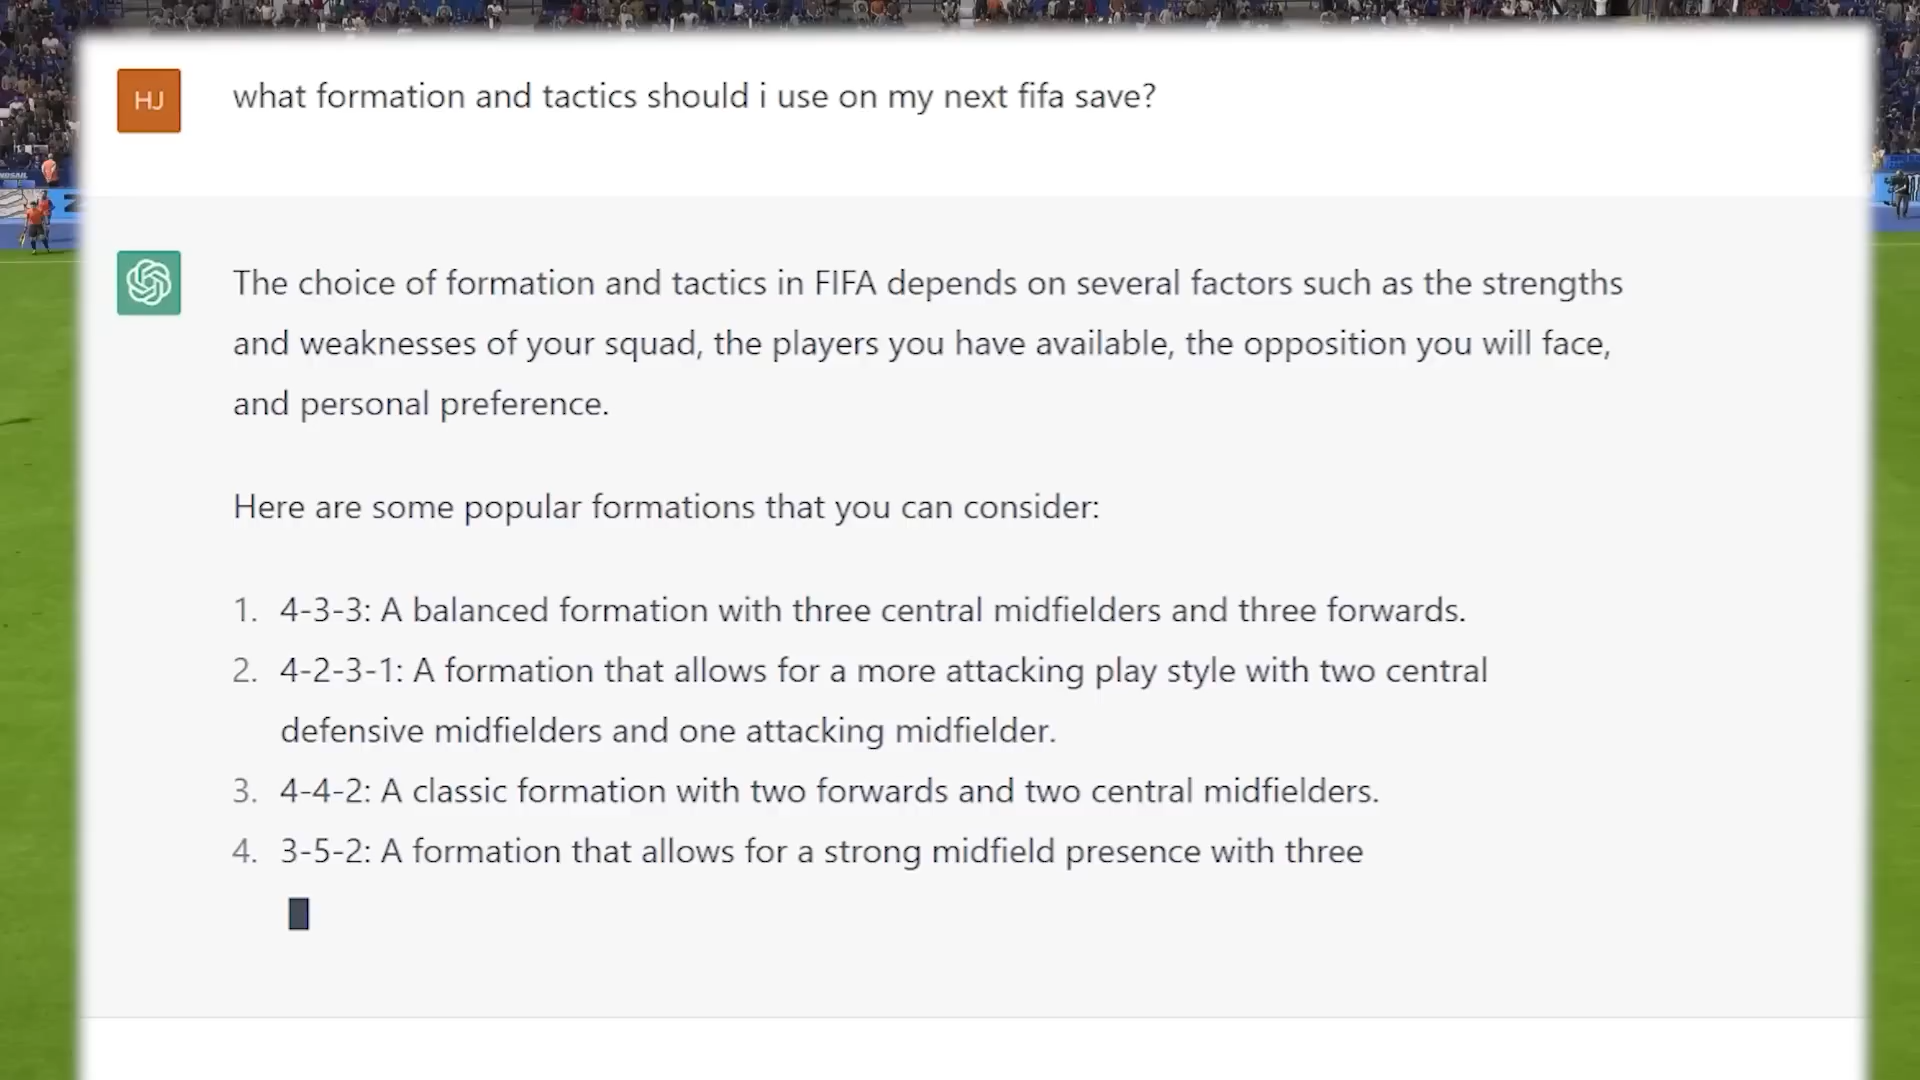 HJ
what formation and tactics should i use on my next fifa save?
The choice of formation and tactics in FIFA depends on several factors such as the strengths
and weaknesses of your squad, the players you have available, the opposition you will face,
and personal preference.
Here are some popular formations that you can consider:
1. 4-3-3: A balanced formation with three central midfielders and three forwards.
2. 4-2-3-1: A formation that allows for a more attacking play style with two central
defensive midfielders and one attacking midfielder.
3. 4-4-2: A classic formation with two forwards and two central midfielders.
4. 3-5-2: A formation that allows for a strong midfield presence with three